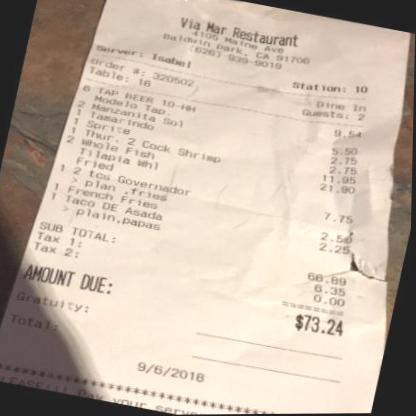 Via Mar Restaurant
4105 Maine Ave
Baldwin Park, CA 91706
(626) 939-9019
Server: Isabel Station: 10
Order #: 320502 Dine In
Table: 16 Guests: 2
6 TAP BEER 10-HH 9.54
Modelo Tap.
2 Manzanita Sol 5.50
1 Tamarindo 2.75
1 Sprite 2.75
1 Thur. 2 Cock Shrimp 11.95
2 Whole Fish 21.90
Tilapia Whl
Fried
1 2 tcs Governador 7.75
> plan .fries
1 French Fries 2.50
1 Taco DE Asada 2.25
> plain,papas
SUB TOTAL: 66.89
Tax 1: 6.35
Tax 2: 0.00
========
AMOUNT DUE: $73.24
Gratuity:
Total:
9/6/2018
PLEASE!!! Pay your